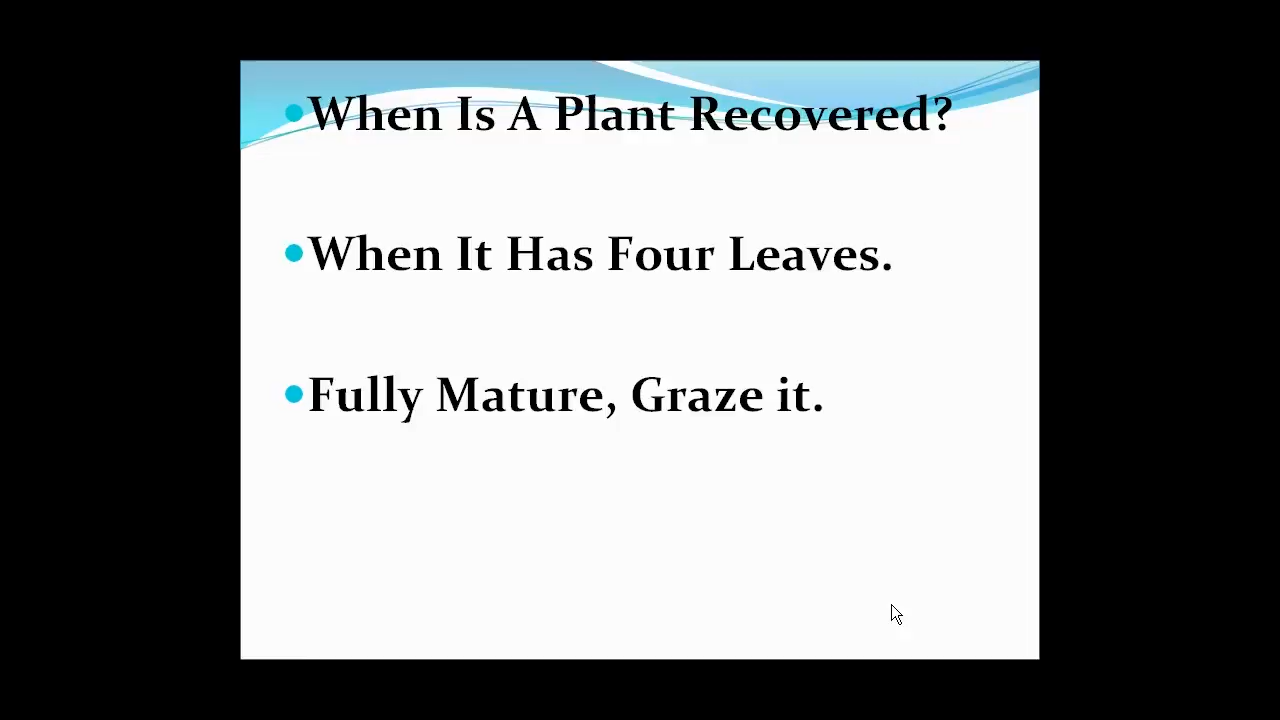 •When Is A Plant Recovered?
•When It Has Four Leaves.
•Fully Mature, Graze it.